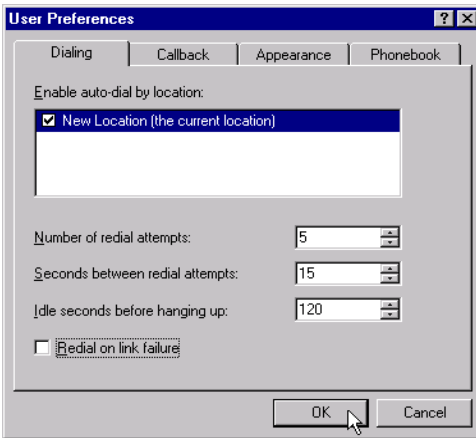 User Preferences
Dialing Callback Appearance Phonebook
Enable auto-dial by location:
New Location (the current location)
Number of redial attempts: 5
Seconds between redial attempts: 15
Idle seconds before hanging up: 120
Redial on link failure
OK Cancel